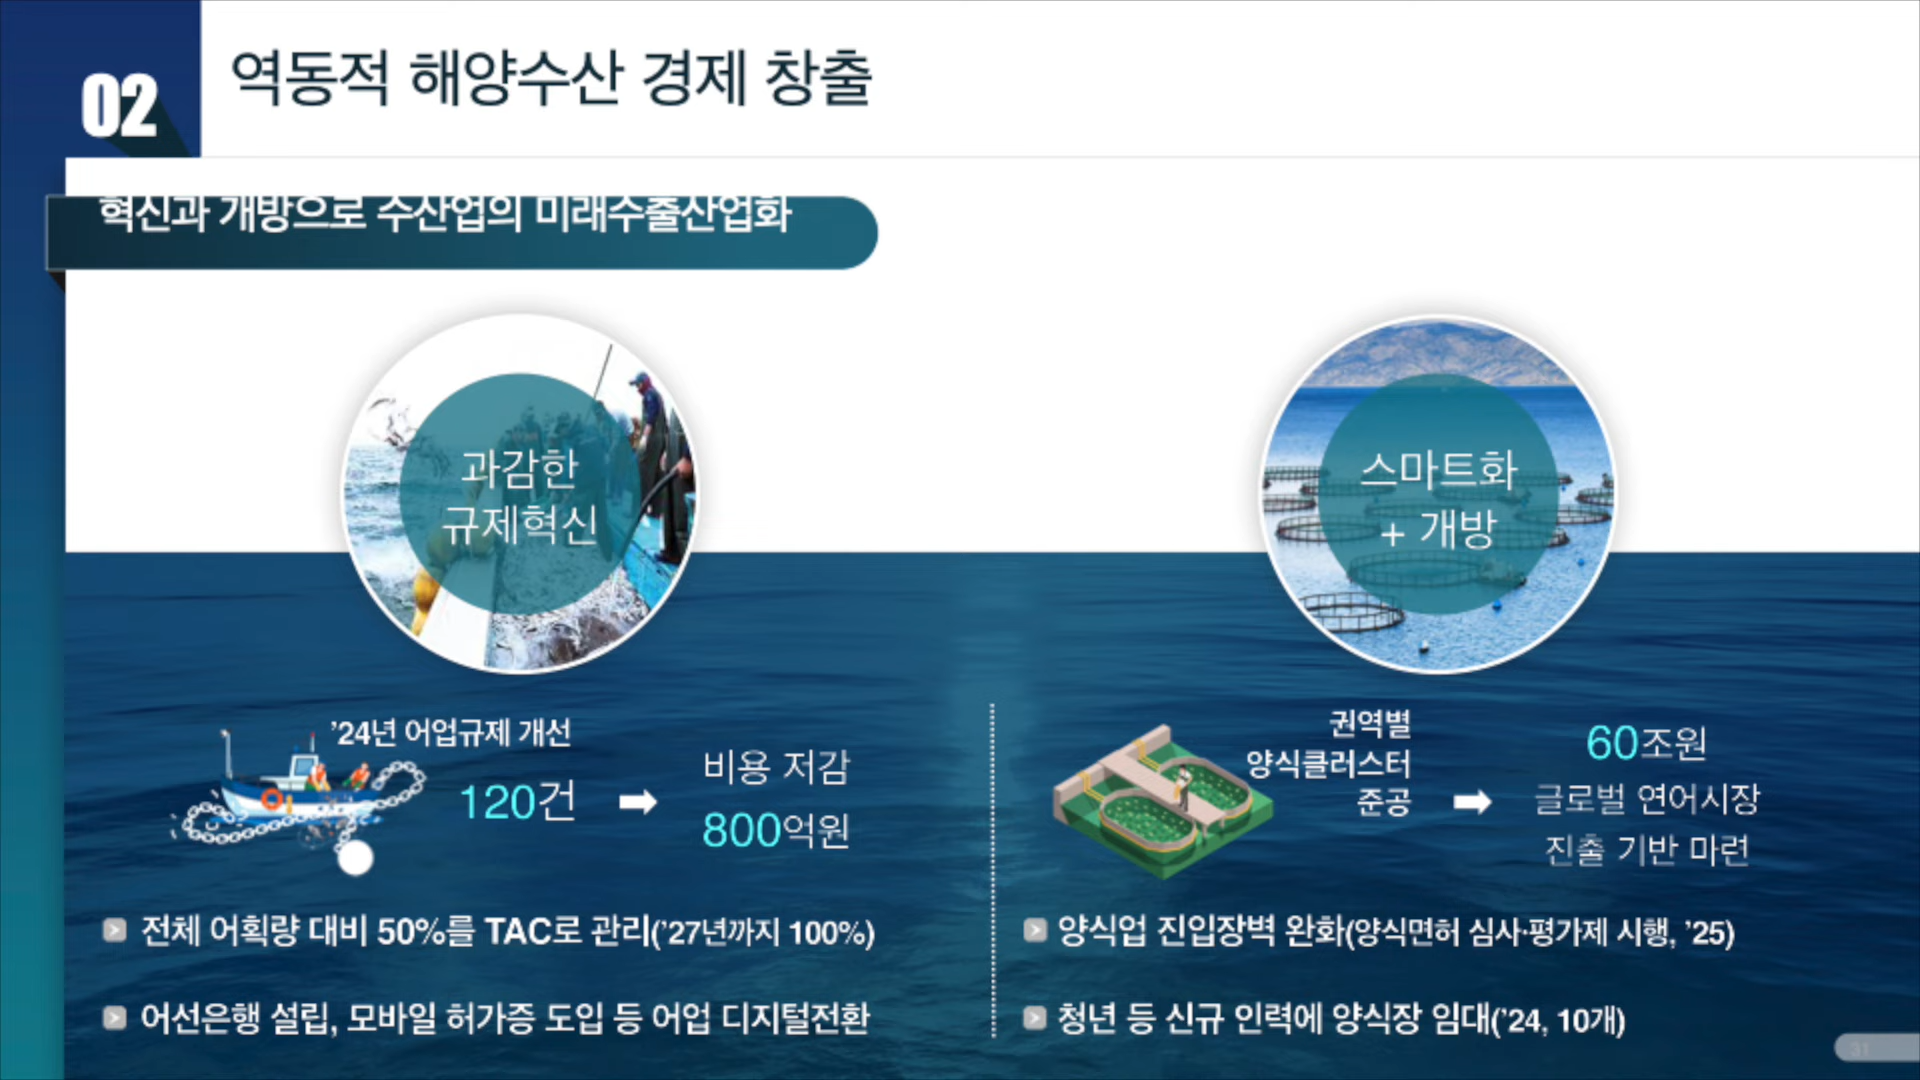 02
역동적 해양수산 경제 창출
혁신과 개방으로 수산업의 미래수출산업화
과감한
규제혁신
스마트화
+ 개방
’24년 어업규제 개선
120건
비용 저감
800억원
권역별
양식클러스터
준공
60조원
글로벌 연어시장
진출 기반 마련
전체 어획량 대비 50%를 TAC로 관리(’27년까지 100%)
어선은행 설립, 모바일 허가증 도입 등 어업 디지털전환
양식업 진입장벽 완화(양식면허 심사·평가제 시행, ’25)
청년 등 신규 인력에 양식장 임대(’24, 10개)
31